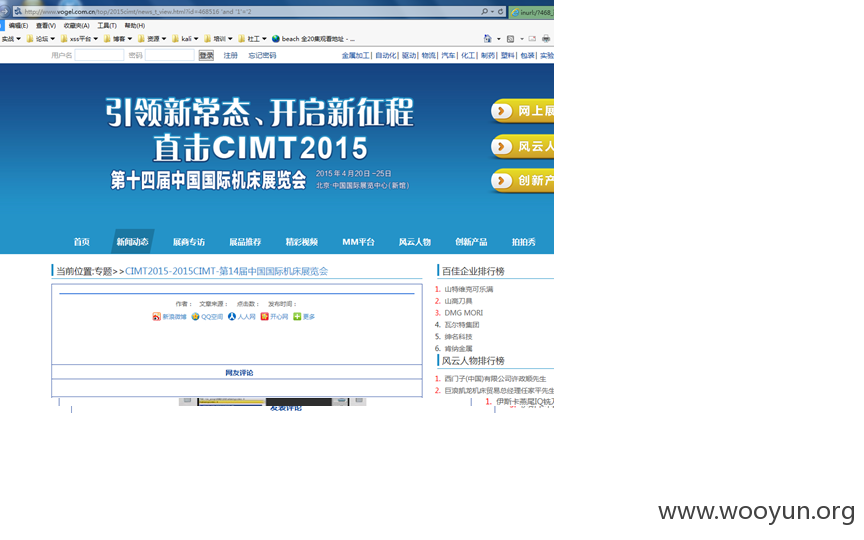 http://www.vogel.com.cn/top/2015cimt/news_t_view.html?id=468516 'and '1'='2
inurl:/7468_
编辑(E) 查看(V) 收藏夹(A) 工具(T) 帮助(H)
实战 论坛 xss平台 博客 资源 kali 培训 社工 beach 全20集观看地址 - ...
用户名 密码 登录 注册 忘记密码 金属加工| 自动化| 驱动| 物流| 汽车| 化工| 制药| 塑料| 包装| 实验
引领新常态、开启新征程
直击CIMT2015
第十四届中国国际机床展览会
2015年4月20日-25日
北京·中国国际展览中心(新馆)
网上展
风云人
创新产
首页 新闻动态 展商专访 展品推荐 精彩视频 MM平台 风云人物 创新产品 拍拍秀
当前位置:专题>>CIMT2015-2015CIMT-第14届中国国际机床展览会
作者： 文章来源： 点击数： 发布时间：
新浪微博 QQ空间 人人网 开心网 更多
网友评论
发表评论
百佳企业排行榜
1. 山特维克可乐满
2. 山高刀具
3. DMG MORI
4. 瓦尔特集团
5. 绅名科技
6. 肯纳金属
风云人物排行榜
1. 西门子(中国)有限公司许政顺先生
2. 巨浪凯龙机床贸易总经理任家平先生
1. 伊斯卡燕尾IQ铣刀
www.wooyun.org